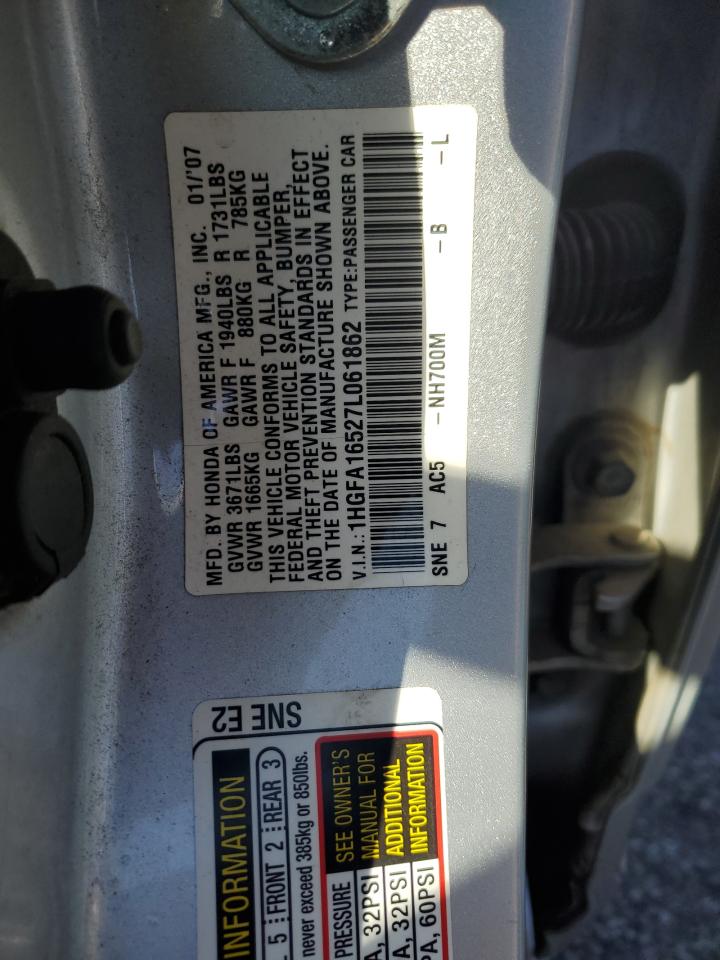 MFD. BY HONDA OF AMERICA MFG., INC. 01/'07
GVWR 3671LBS GAWR F 1940LBS R 1731LBS
GVWR 1665KG GAWR F 880KG R 785KG
THIS VEHICLE CONFORMS TO ALL APPLICABLE
FEDERAL MOTOR VEHICLE SAFETY, BUMPER,
AND THEFT PREVENTION STANDARDS IN EFFECT
ON THE DATE OF MANUFACTURE SHOWN ABOVE.
V.I.N.: 1HGFA16527L061862 TYPE:PASSENGER CAR
SNE 7 AC5 -NH700M -B -L
SNE E2
INFORMATION
5 FRONT 2 REAR 3
never exceed 385kg or 850lbs.
PRESSURE SEE OWNER'S
MANUAL FOR
ADDITIONAL
INFORMATION
A, 32PSI
A, 32PSI
PA, 60PSI